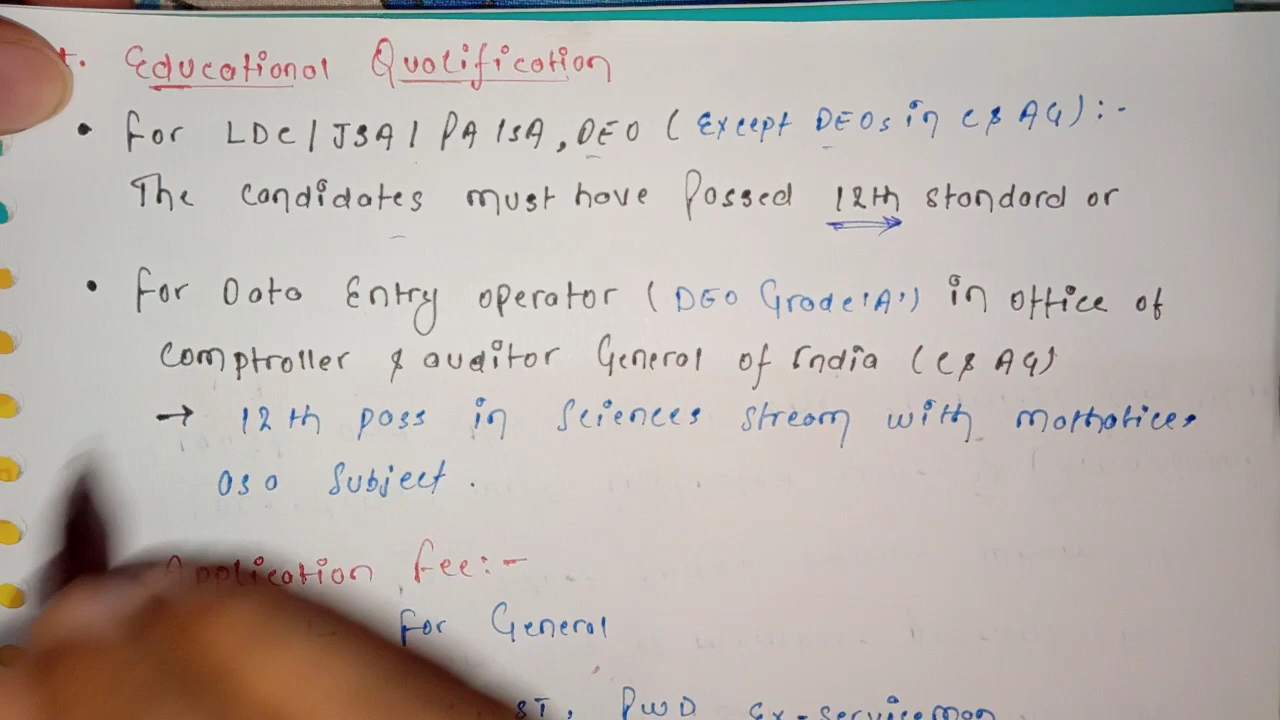 Educational Qualification
• For LDC/JSA/PA/SA, DEO (Except DEOs in C&AG):-
The candidates must have Passed 12th standard or
• For Data Entry operator (DEO Grade 'A') in office of
Comptroller & auditor General of India (C&AG)
→ 12th pass in Sciences stream with mathatices
as a Subject.
Application fee:-
for General
ST, PWD Ex-serviceman